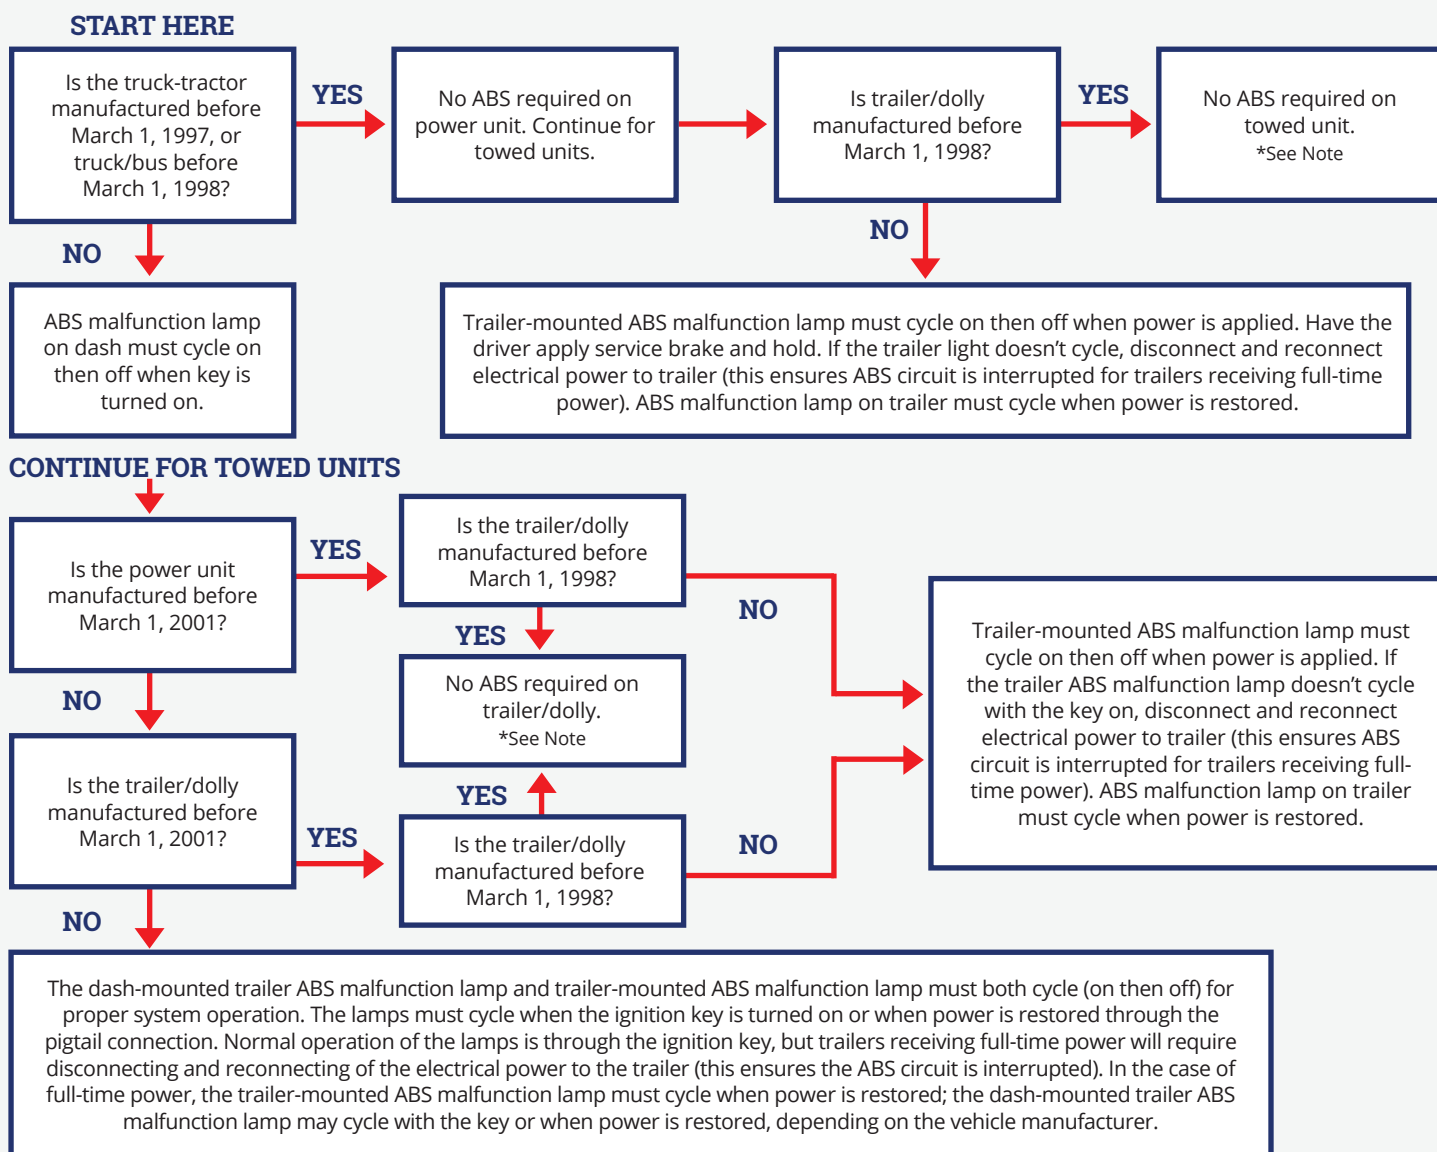 START HERE
Is the truck-tractor
manufactured before
March 1, 1997, or
truck/bus before
March 1, 1998?
YES
No ABS required on
power unit. Continue for
towed units.
Is trailer/dolly
manufactured before
March 1, 1998?
YES
No ABS required on
towed unit.
*See Note
NO
NO
ABS malfunction lamp
on dash must cycle on
then off when key is
turned on.
Trailer-mounted ABS malfunction lamp must cycle on then off when power is applied. Have the
driver apply service brake and hold. If the trailer light doesn’t cycle, disconnect and reconnect
electrical power to trailer (this ensures ABS circuit is interrupted for trailers receiving full-time
power). ABS malfunction lamp on trailer must cycle when power is restored.
CONTINUE FOR TOWED UNITS
Is the power unit
manufactured before
March 1, 2001?
YES
Is the trailer/dolly
manufactured before
March 1, 1998?
NO
YES
No ABS required on
trailer/dolly.
*See Note
Trailer-mounted ABS malfunction lamp must
cycle on then off when power is applied. If
the trailer ABS malfunction lamp doesn’t cycle
with the key on, disconnect and reconnect
electrical power to trailer (this ensures ABS
circuit is interrupted for trailers receiving full-
time power). ABS malfunction lamp on trailer
must cycle when power is restored.
NO
Is the trailer/dolly
manufactured before
March 1, 2001?
YES
YES
Is the trailer/dolly
manufactured before
March 1, 1998?
NO
NO
The dash-mounted trailer ABS malfunction lamp and trailer-mounted ABS malfunction lamp must both cycle (on then off) for
proper system operation. The lamps must cycle when the ignition key is turned on or when power is restored through the
pigtail connection. Normal operation of the lamps is through the ignition key, but trailers receiving full-time power will require
disconnecting and reconnecting of the electrical power to the trailer (this ensures the ABS circuit is interrupted). In the case of
full-time power, the trailer-mounted ABS malfunction lamp must cycle when power is restored; the dash-mounted trailer ABS
malfunction lamp may cycle with the key or when power is restored, depending on the vehicle manufacturer.